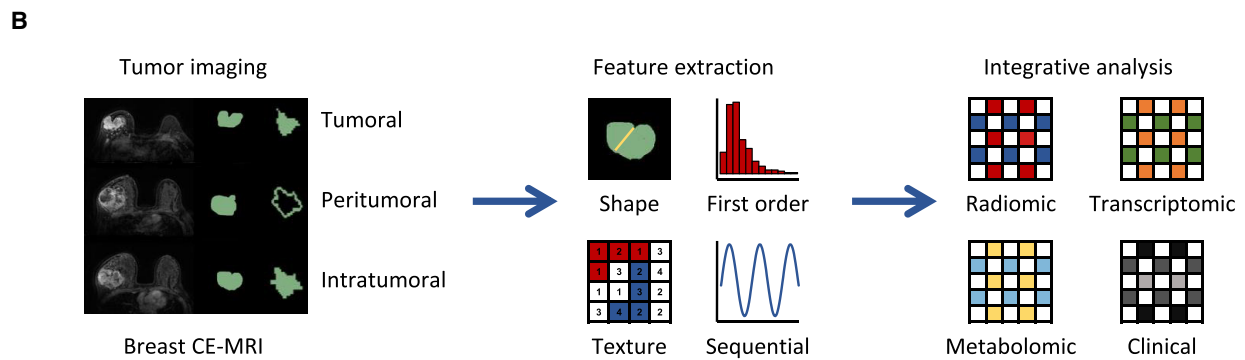 B
Tumor imaging
Tumoral
Peritumoral
Intratumoral
Breast CE-MRI
Feature extraction
Shape
First order
1 2 1 3
1 3 2 4
1 1 3 2
3 4 2 2
Texture
Sequential
Integrative analysis
Radiomic
Transcriptomic
Metabolomic
Clinical